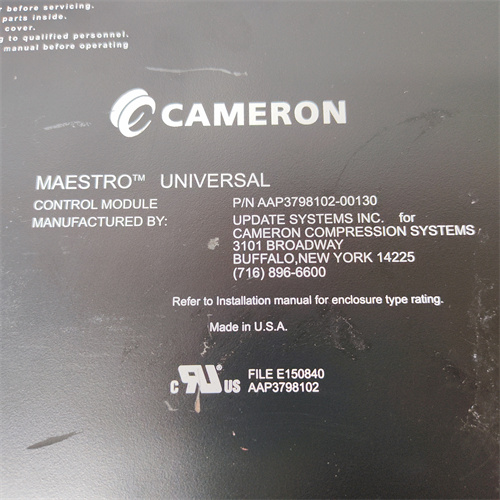 before servicing.
parts inside.
cover.
to qualified personnel.
manual before operating
CAMERON
MAESTRO™ UNIVERSAL
CONTROL MODULE P/N AAP3798102-00130
MANUFACTURED BY: UPDATE SYSTEMS INC. for
CAMERON COMPRESSION SYSTEMS
3101 BROADWAY
BUFFALO,NEW YORK 14225
(716) 896-6600
Refer to Installation manual for enclosure type rating.
Made in U.S.A.
c RU US FILE E150840
AAP3798102